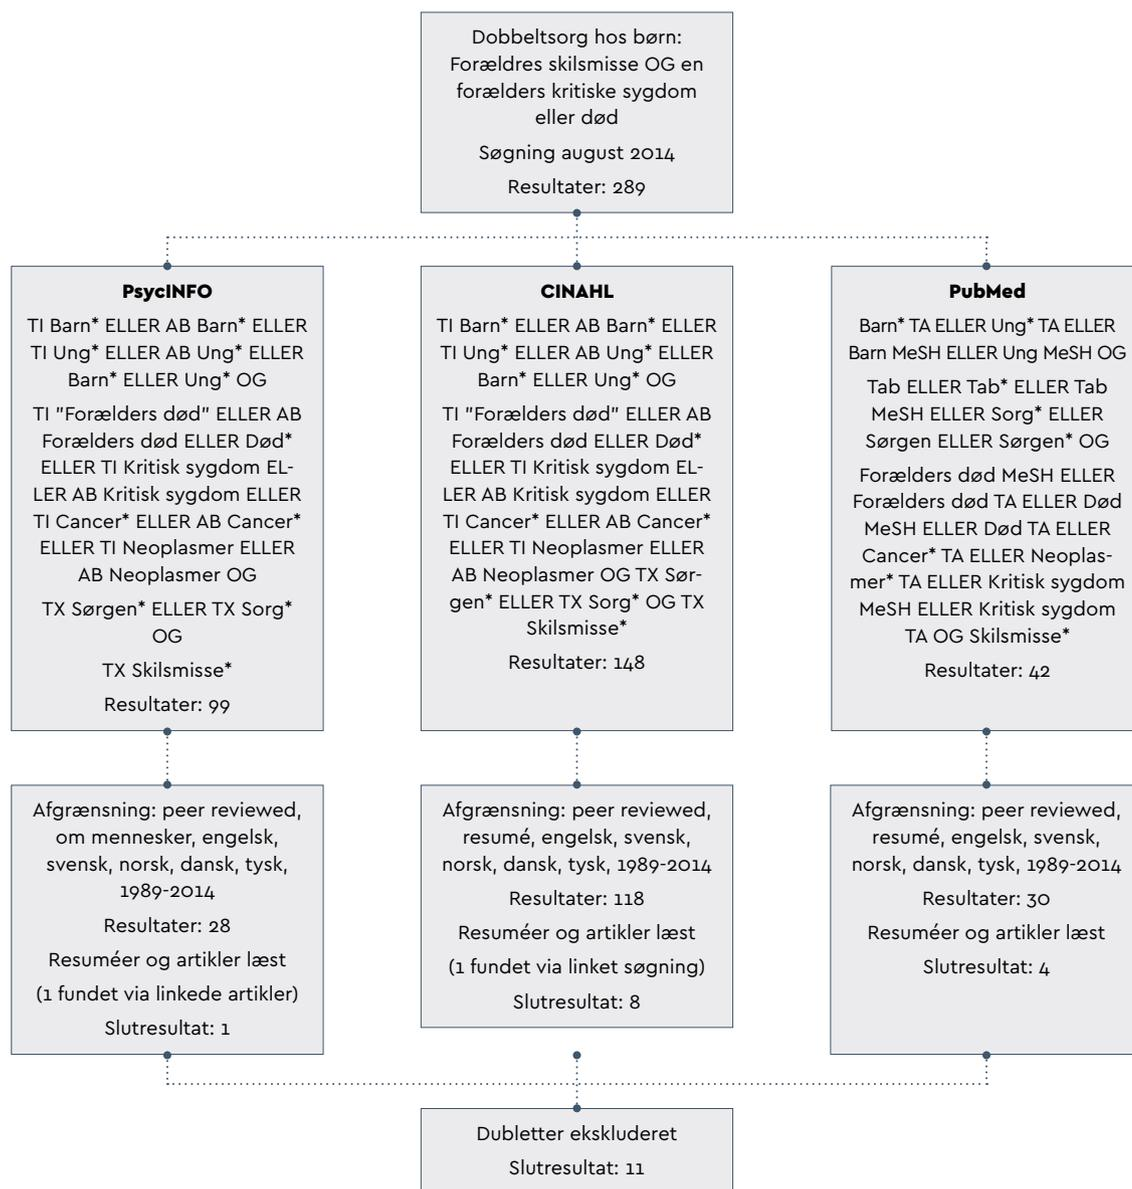 Dobbeltsorg hos børn:
Forældres skilsmisse OG en
forælders kritiske sygdom
eller død
Søgning august 2014
Resultater: 289
PsycINFO
TI Barn* ELLER AB Barn* ELLER
TI Ung* ELLER AB Ung* ELLER
Barn* ELLER Ung* OG
TI "Forælders død" ELLER AB
Forælders død ELLER Død*
ELLER TI Kritisk sygdom EL-
LER AB Kritisk sygdom ELLER
TI Cancer* ELLER AB Cancer*
ELLER TI Neoplasmer ELLER
AB Neoplasmer OG
TX Sørgen* ELLER TX Sorg*
OG
TX Skilsmisse*
Resultater: 99
CINAHL
TI Barn* ELLER AB Barn* ELLER
TI Ung* ELLER AB Ung* ELLER
Barn* ELLER Ung* OG
TI "Forælders død" ELLER AB
Forælders død ELLER Død*
ELLER TI Kritisk sygdom EL-
LER AB Kritisk sygdom ELLER
TI Cancer* ELLER AB Cancer*
ELLER TI Neoplasmer ELLER
AB Neoplasmer OG TX Sør-
gen* ELLER TX Sorg* OG TX
Skilsmisse*
Resultater: 148
PubMed
Barn* TA ELLER Ung* TA ELLER
Barn MeSH ELLER Ung MeSH OG
Tab ELLER Tab* ELLER Tab
MeSH ELLER Sorg* ELLER
Sørgen ELLER Sørgen* OG
Forælders død MeSH ELLER
Forælders død TA ELLER Død
MeSH ELLER Død TA ELLER
Cancer* TA ELLER Neoplas-
mer* TA ELLER Kritisk sygdom
MeSH ELLER Kritisk sygdom
TA OG Skilsmisse*
Resultater: 42
Afgrænsning: peer reviewed,
om mennesker, engelsk,
svensk, norsk, dansk, tysk,
1989-2014
Resultater: 28
Resuméer og artikler læst
(1 fundet via linkede artikler)
Slutresultat: 1
Afgrænsning: peer reviewed,
resumé, engelsk, svensk,
norsk, dansk, tysk, 1989-2014
Resultater: 118
Resuméer og artikler læst
(1 fundet via linket søgning)
Slutresultat: 8
Afgrænsning: peer reviewed,
resumé, engelsk, svensk,
norsk, dansk, tysk, 1989-2014
Resultater: 30
Resuméer og artikler læst
Slutresultat: 4
Dubletter ekskluderet
Slutresultat: 11